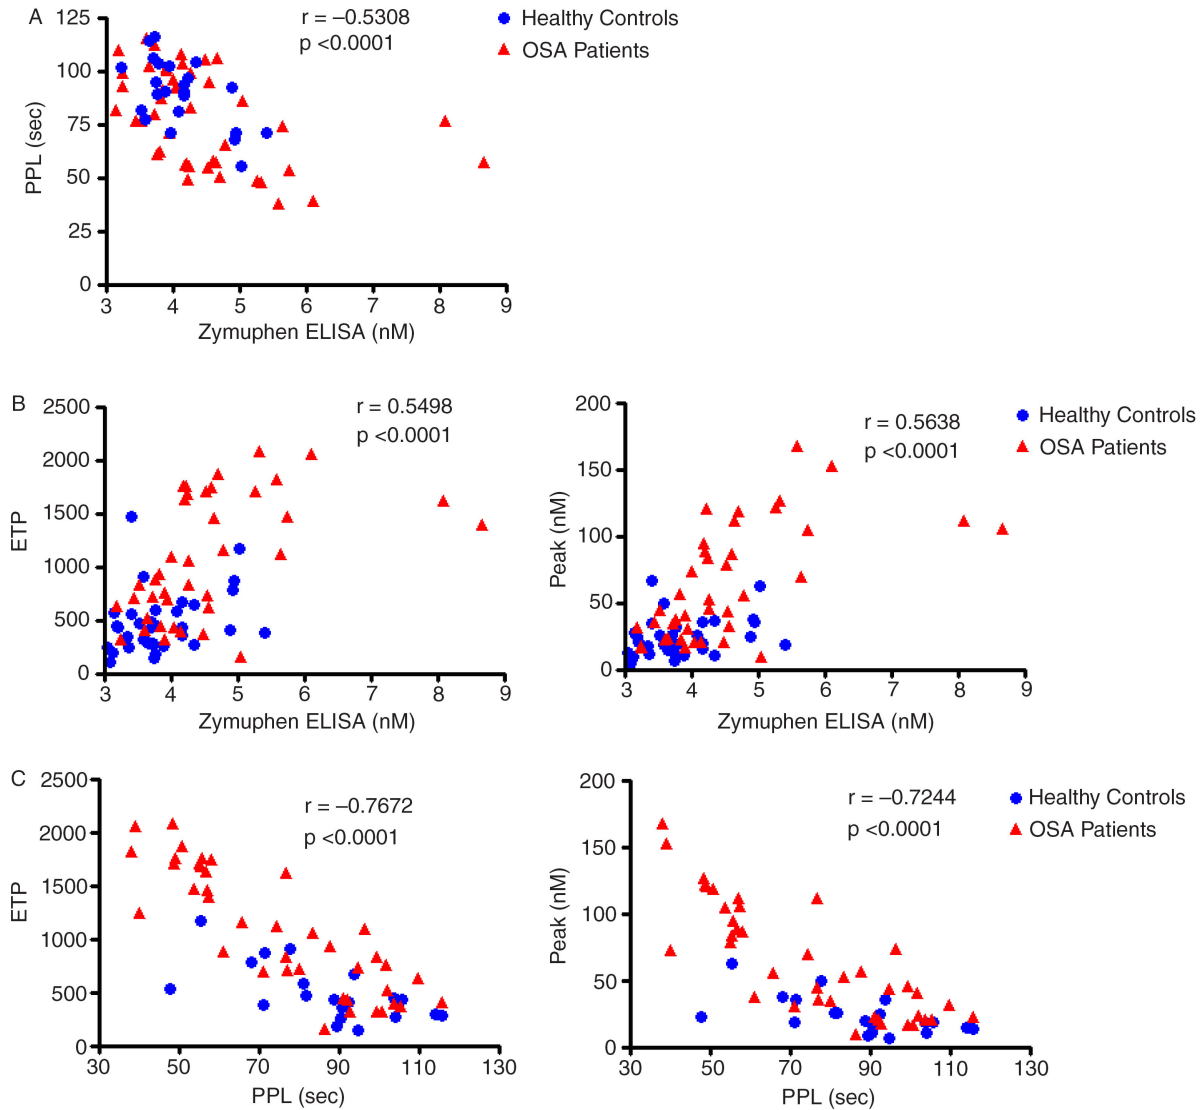 A
r = –0.5308
p <0.0001
Healthy Controls
OSA Patients
125
100
75
50
25
0
PPL (sec)
3 4 5 6 7 8 9
Zymuphen ELISA (nM)
B
r = 0.5498
p <0.0001
2500
2000
1500
1000
500
0
ETP
3 4 5 6 7 8 9
Zymuphen ELISA (nM)
r = 0.5638
p <0.0001
Healthy Controls
OSA Patients
200
150
100
50
0
Peak (nM)
3 4 5 6 7 8 9
Zymuphen ELISA (nM)
C
r = –0.7672
p <0.0001
2500
2000
1500
1000
500
0
ETP
30 50 70 90 110 130
PPL (sec)
r = –0.7244
p <0.0001
Healthy Controls
OSA Patients
200
150
100
50
0
Peak (nM)
30 50 70 90 110 130
PPL (sec)